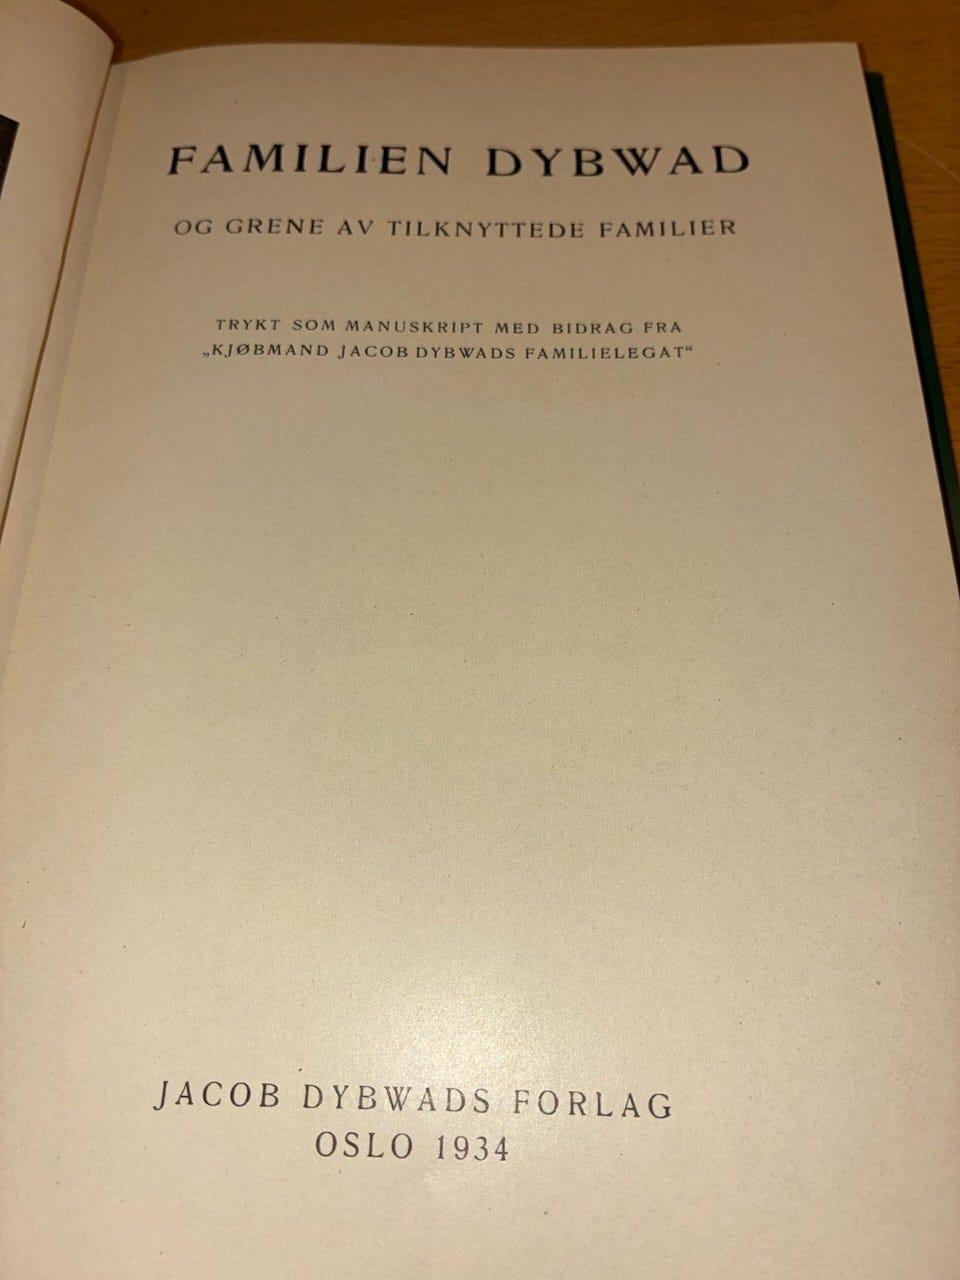 FAMILIEN DYBWAD
OG GRENE AV TILKNYTTEDE FAMILIER
TRYKT SOM MANUSKRIPT MED BIDRAG FRA
„KJØBMAND JACOB DYBWADS FAMILIELEGAT“
JACOB DYBWADS FORLAG
OSLO 1934